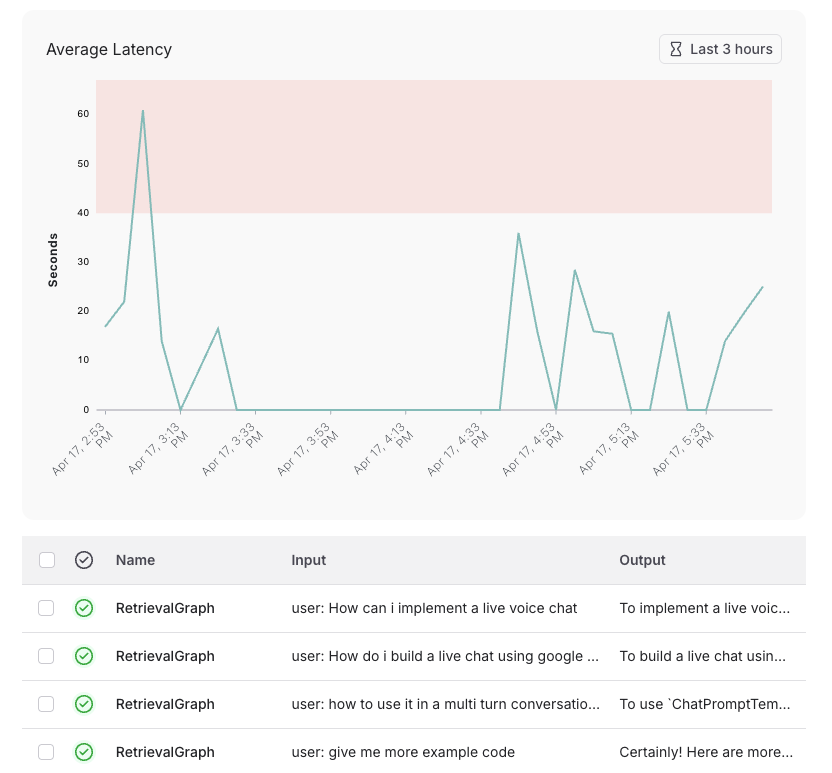 Average Latency
Last 3 hours
60
50
40
30
20
10
0
Seconds
Apr 17, 2:53 PM
Apr 17, 3:13 PM
Apr 17, 3:33 PM
Apr 17, 3:53 PM
Apr 17, 4:13 PM
Apr 17, 4:33 PM
Apr 17, 4:53 PM
Apr 17, 5:13 PM
Apr 17, 5:33 PM
Name Input Output
RetrievalGraph user: How can i implement a live voice chat To implement a live voic...
RetrievalGraph user: How do i build a live chat using google ... To build a live chat usin...
RetrievalGraph user: how to use it in a multi turn conversatio... To use `ChatPromptTem...
RetrievalGraph user: give me more example code Certainly! Here are more...